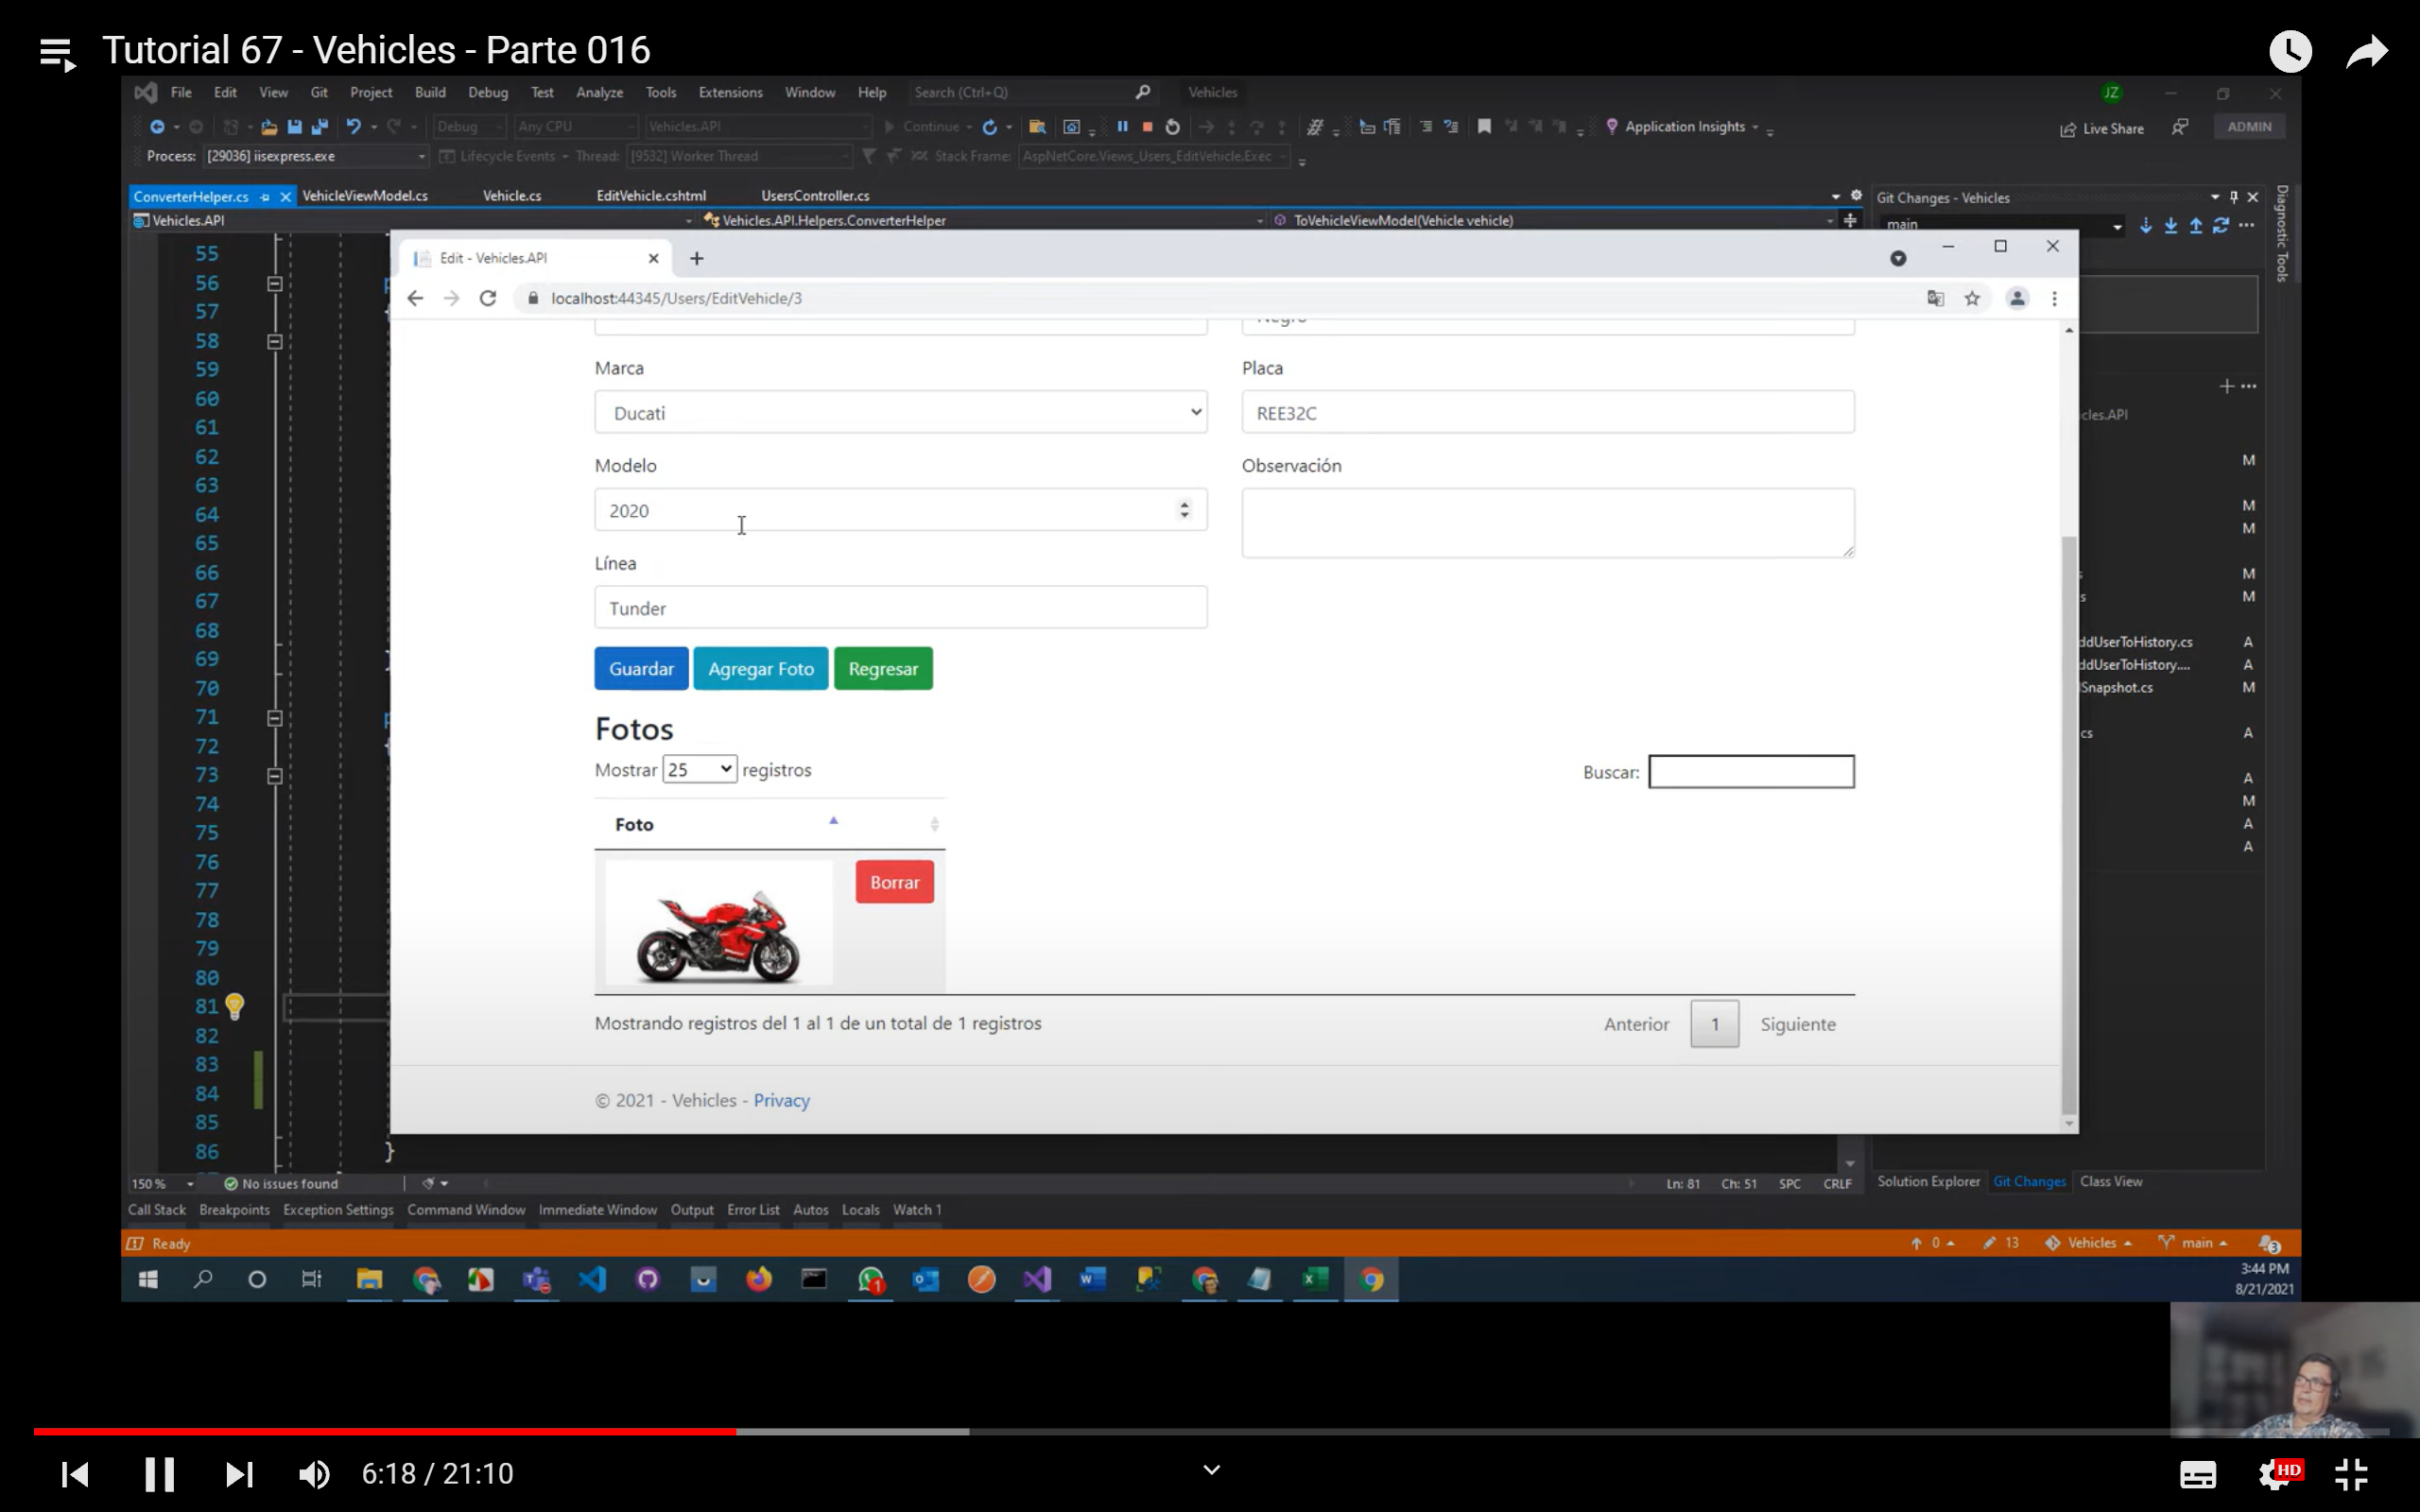 Tutorial 67 - Vehicles - Parte 016
File Edit View Git Project Build Debug Test Analyze Tools Extensions Window Help Search (Ctrl+Q) Vehicles JZ
Debug Any CPU Vehicles.API Continue Application Insights Live Share ADMIN
Process: [29036] iisexpress.exe Lifecycle Events Thread: [9532] Worker Thread Stack Frame: AspNetCore.Views_Users_EditVehicle.Exec
ConverterHelper.cs VehicleViewModel.cs Vehicle.cs EditVehicle.cshtml UsersController.cs Git Changes - Vehicles
Vehicles.API Vehicles.API.Helpers.ConverterHelper ToVehicleViewModel(Vehicle vehicle) main
Diagnostic Tools
Edit - Vehicles.API
localhost:44345/Users/EditVehicle/3
55
56
57
58
59
60
61
62
63
64
65
66
67
68
69
70
71
72
73
74
75
76
77
78
79
80
81
82
83
84
85
86 }
Negro
Marca Placa
Ducati REE32C
Modelo Observación
2020
Línea
Tunder
Guardar Agregar Foto Regresar
Fotos
Mostrar 25 registros Buscar:
Foto
Borrar
Mostrando registros del 1 al 1 de un total de 1 registros Anterior 1 Siguiente
© 2021 - Vehicles - Privacy
cles.API
M
M
M
M
s M
ddUserToHistory.cs A
ddUserToHistory.... A
Snapshot.cs M
cs A
A
M
A
A
150 % No issues found Ln: 81 Ch: 51 SPC CRLF Solution Explorer Git Changes Class View
Call Stack Breakpoints Exception Settings Command Window Immediate Window Output Error List Autos Locals Watch 1
Ready 0 13 Vehicles main 3
3:44 PM
8/21/2021
6:18 / 21:10 HD